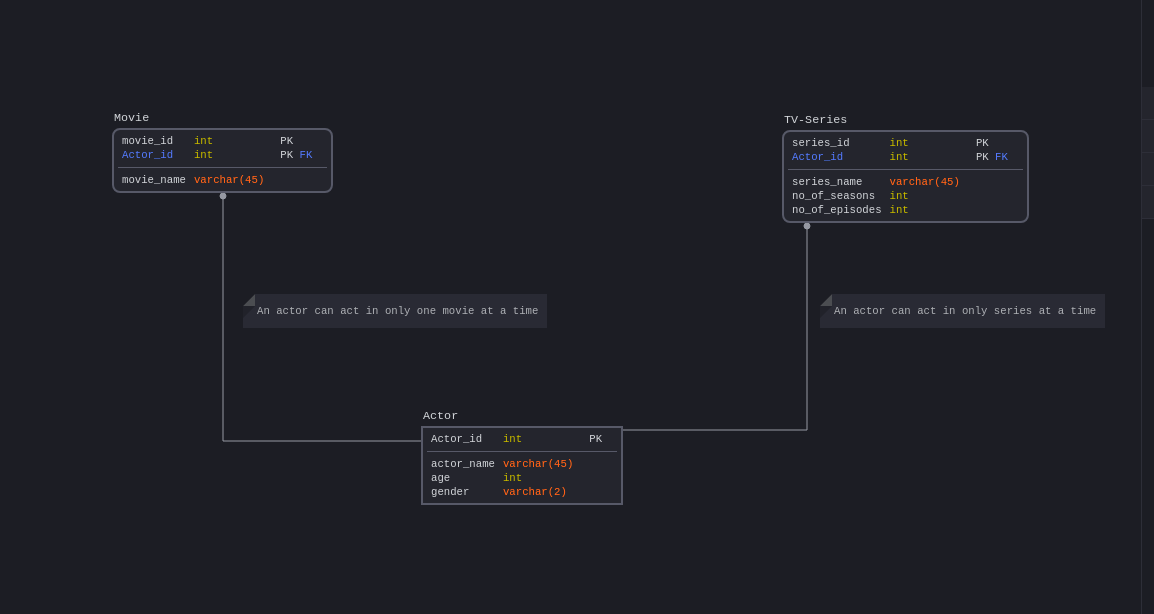 Movie
movie_id int PK
Actor_id int PK FK
movie_name varchar(45)
TV-Series
series_id int PK
Actor_id int PK FK
series_name varchar(45)
no_of_seasons int
no_of_episodes int
An actor can act in only one movie at a time
An actor can act in only series at a time
Actor
Actor_id int PK
actor_name varchar(45)
age int
gender varchar(2)